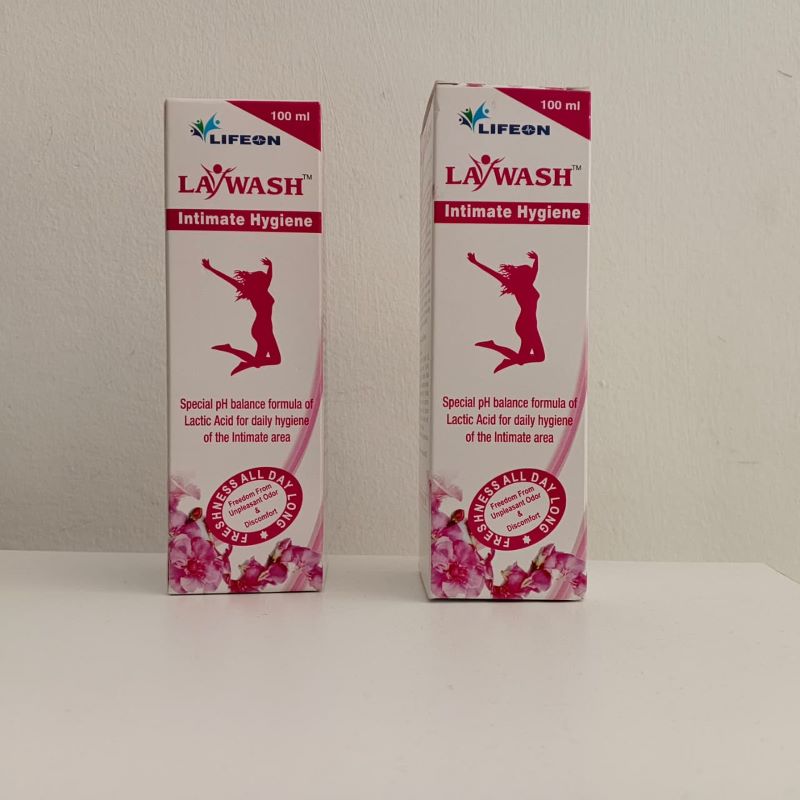 100 ml
LIFEON
LAYWASH™
Intimate Hygiene
Special pH balance formula of
Lactic Acid for daily hygiene
of the Intimate area
FRESHNESS ALL DAY LONG
Freedom From
Unpleasant Odor
&
Discomfort
100 ml
LIFEON
LAYWASH™
Intimate Hygiene
Special pH balance formula of
Lactic Acid for daily hygiene
of the Intimate area
FRESHNESS ALL DAY LONG
Freedom From
Unpleasant Odor
&
Discomfort